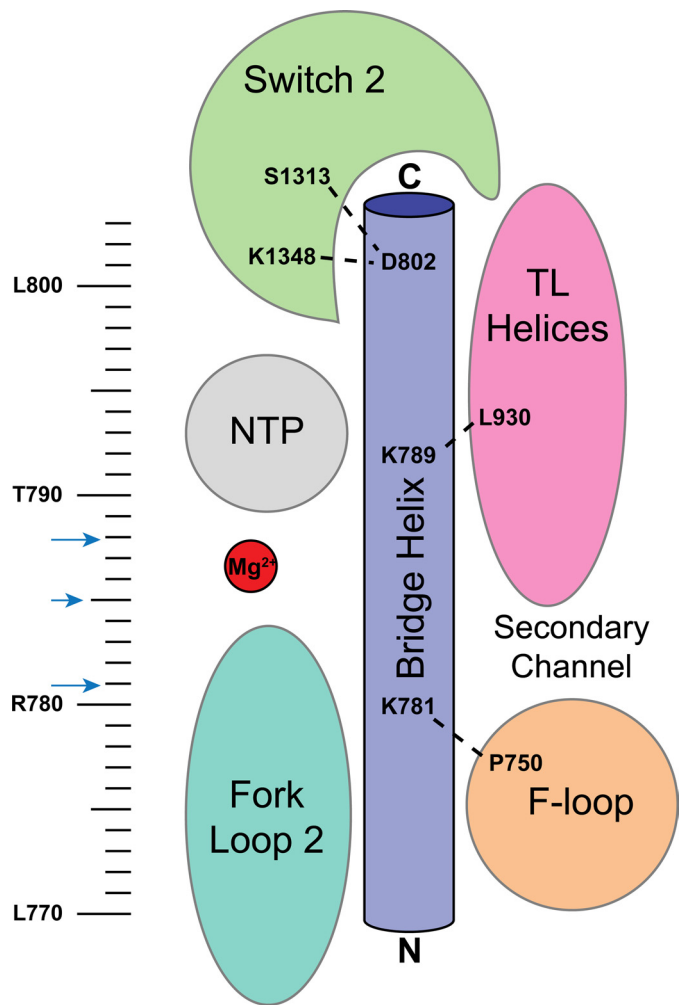 Switch 2
S1313
C
K1348
D802
L800
TL
Helices
NTP
L930
K789
T790
Bridge Helix
Mg²⁺
Secondary
Channel
K781
R780
P750
Fork
Loop 2
F-loop
L770
N